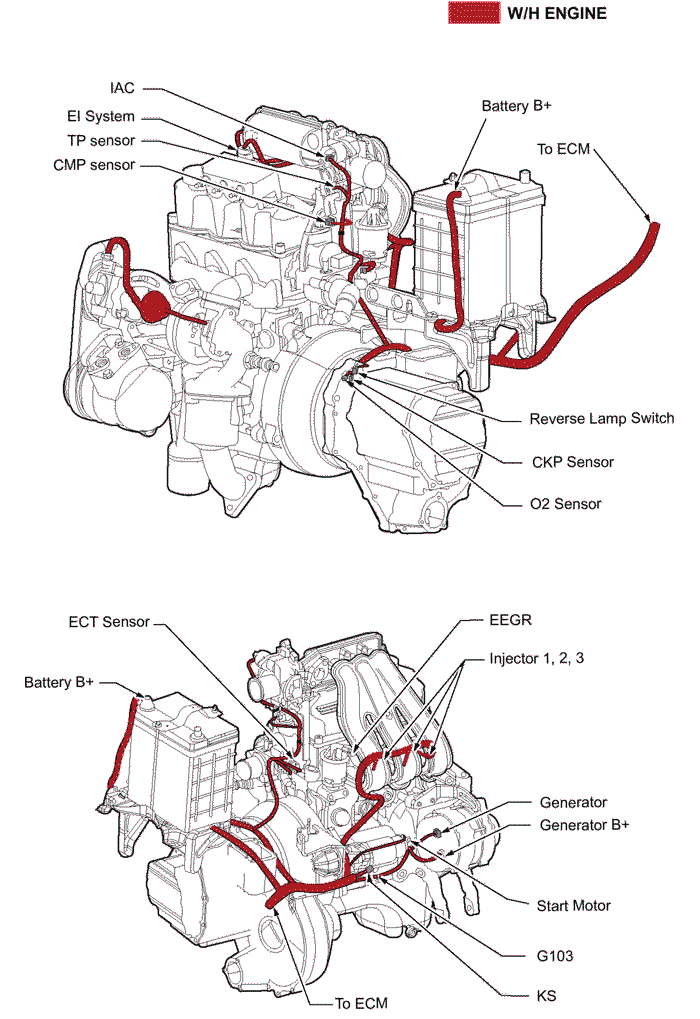 W/H ENGINE
IAC
EI System
TP sensor
CMP sensor
Battery B+
To ECM
Reverse Lamp Switch
CKP Sensor
O2 Sensor
ECT Sensor
EEGR
Injector 1, 2, 3
Battery B+
Generator
Generator B+
Start Motor
G103
KS
To ECM